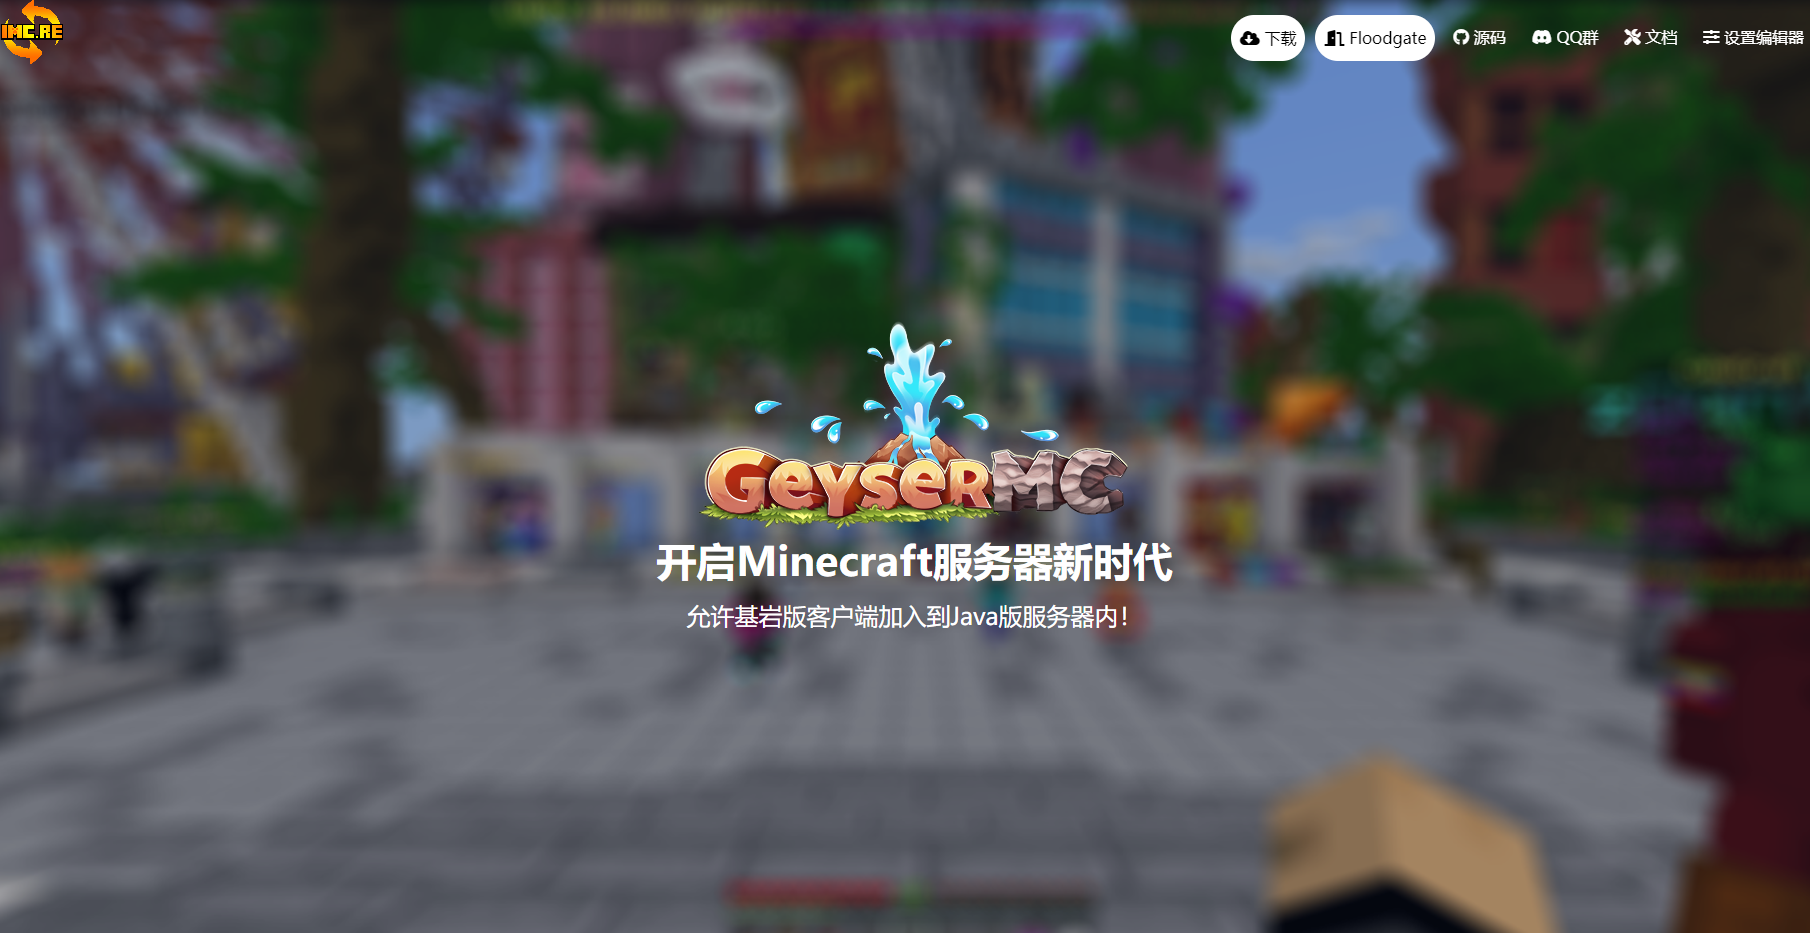 IMC.RE
下载
Floodgate
源码
QQ群
文档
设置编辑器
GeyserMC
开启Minecraft服务器新时代
允许基岩版客户端加入到Java版服务器内！